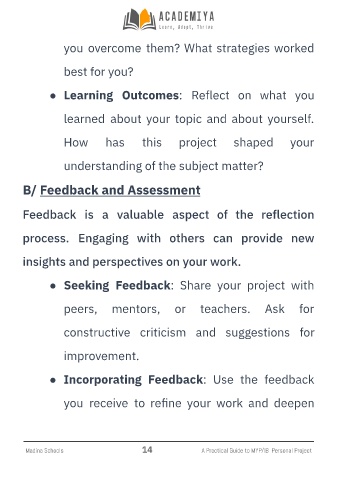 ACADEMIYA
Learn, Adapt, Thrive
you overcome them? What strategies worked
best for you?
● Learning Outcomes: Reflect on what you
learned about your topic and about yourself.
How has this project shaped your
understanding of the subject matter?
B/ Feedback and Assessment
Feedback is a valuable aspect of the reflection
process. Engaging with others can provide new
insights and perspectives on your work.
● Seeking Feedback: Share your project with
peers, mentors, or teachers. Ask for
constructive criticism and suggestions for
improvement.
● Incorporating Feedback: Use the feedback
you receive to refine your work and deepen
Madina Schools 14 A Practical Guide to MYP/IB Personal Project